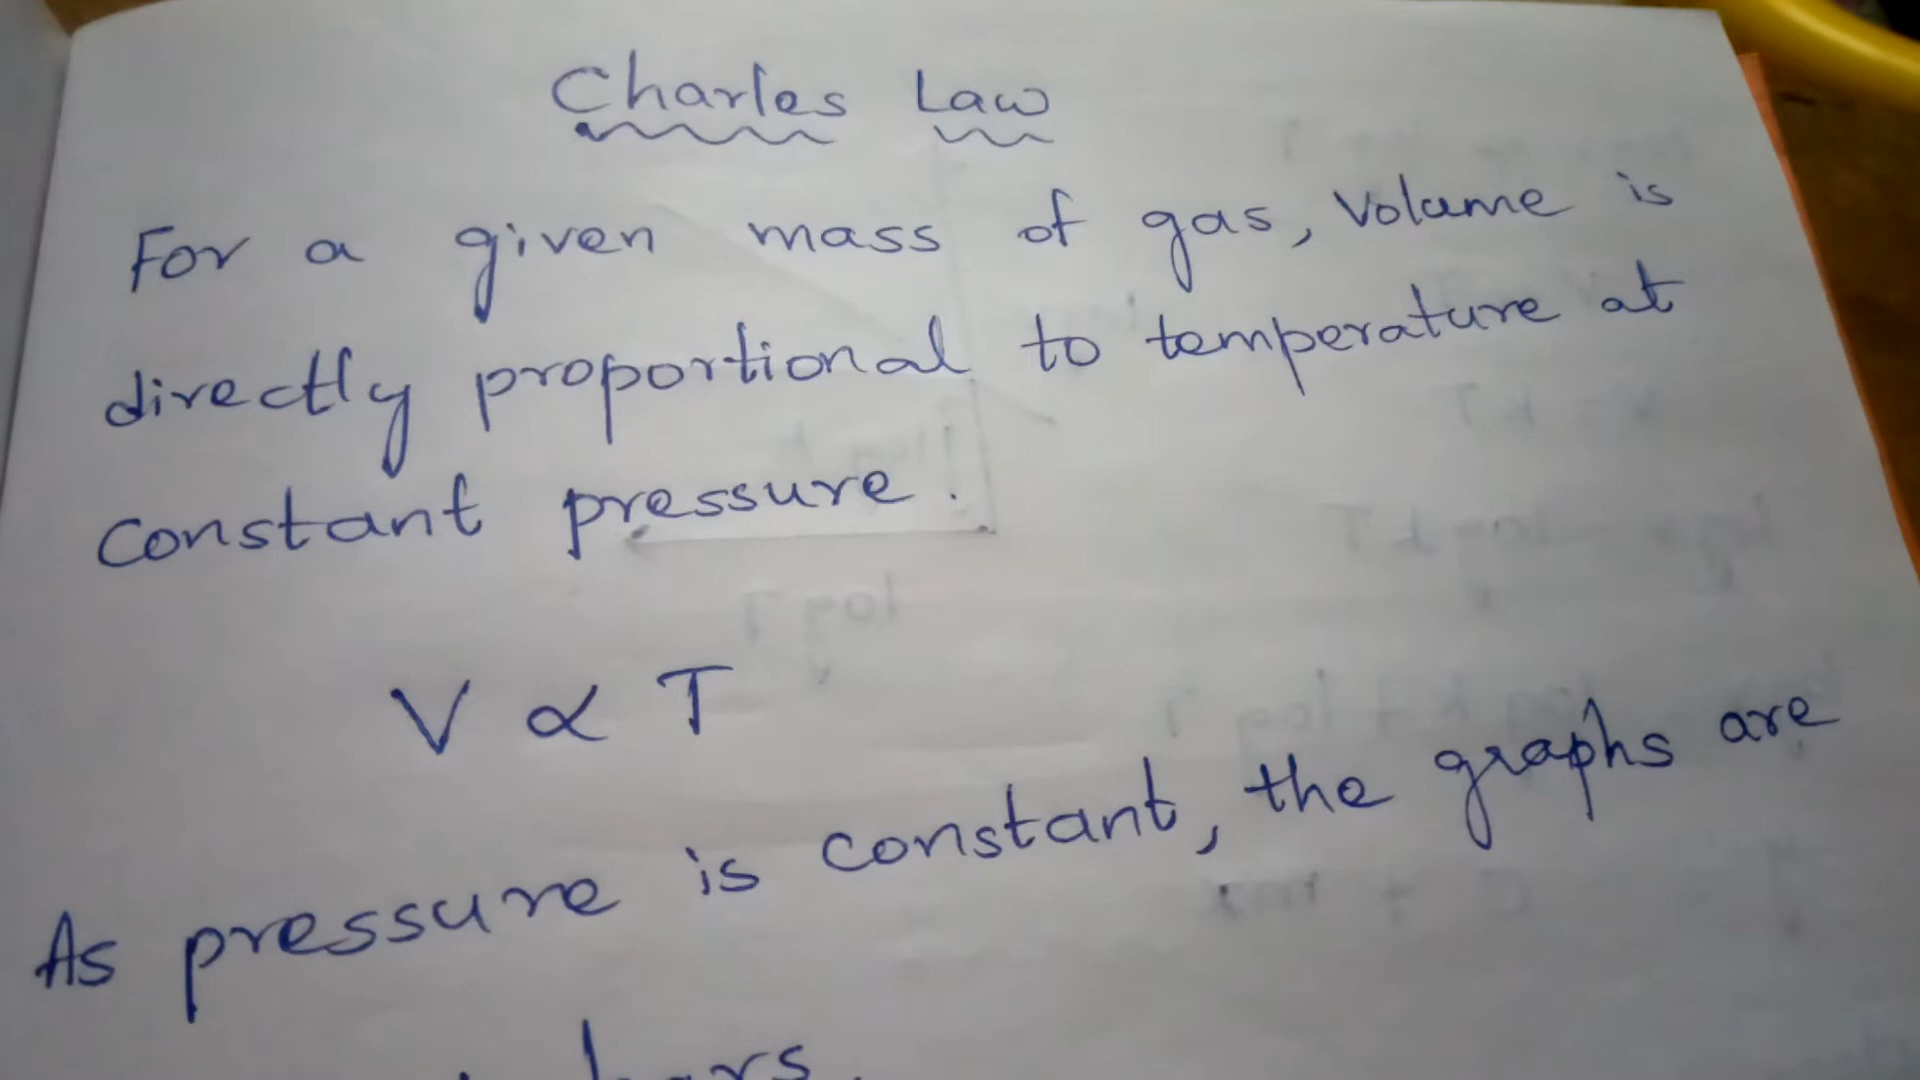 Charles Law
For a given mass of gas, Volume is
directly proportional to temperature at
Constant pressure.
V ∝ T
As pressure is constant, the graphs are